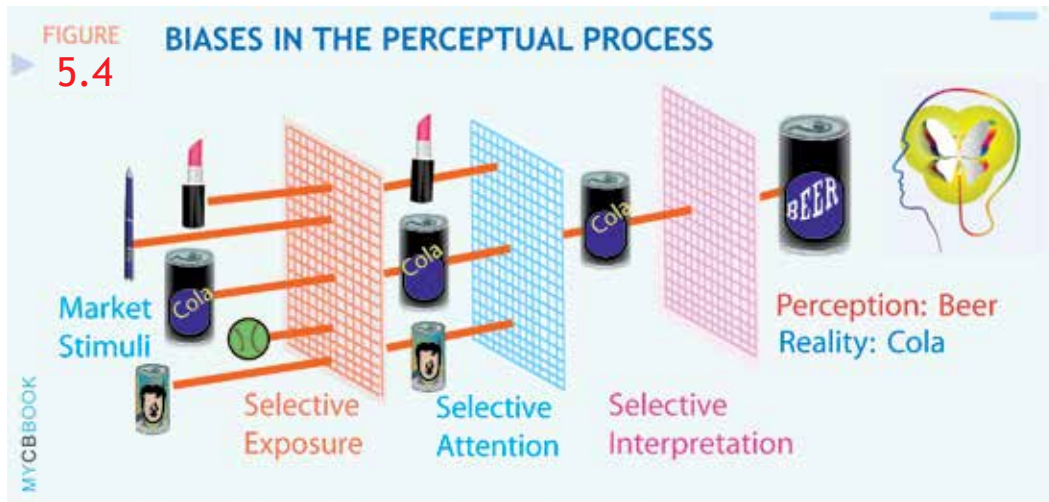 FIGURE
5.4
BIASES IN THE PERCEPTUAL PROCESS
Cola
Cola
Cola
BEER
Market
Stimuli
Perception: Beer
Reality: Cola
Selective
Exposure
Selective
Attention
Selective
Interpretation
MYCBBOOK